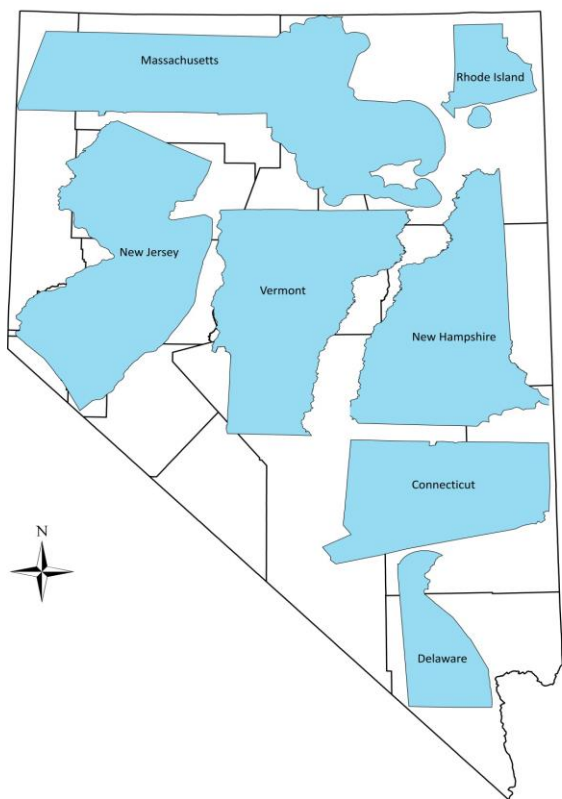 Massachusetts
Rhode Island
New Jersey
Vermont
New Hampshire
Connecticut
N
Delaware